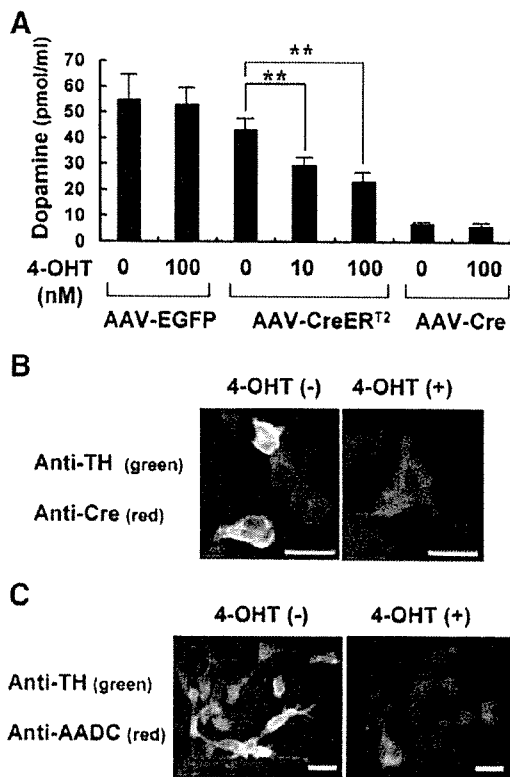 A
Dopamine (pmol/ml)
70
60
50
40
30
20
10
0
**
**
4-OHT (nM)
0 100 0 10 100 0 100
AAV-EGFP AAV-CreERT2 AAV-Cre
B
4-OHT (-) 4-OHT (+)
Anti-TH (green)
Anti-Cre (red)
C
4-OHT (-) 4-OHT (+)
Anti-TH (green)
Anti-AADC (red)